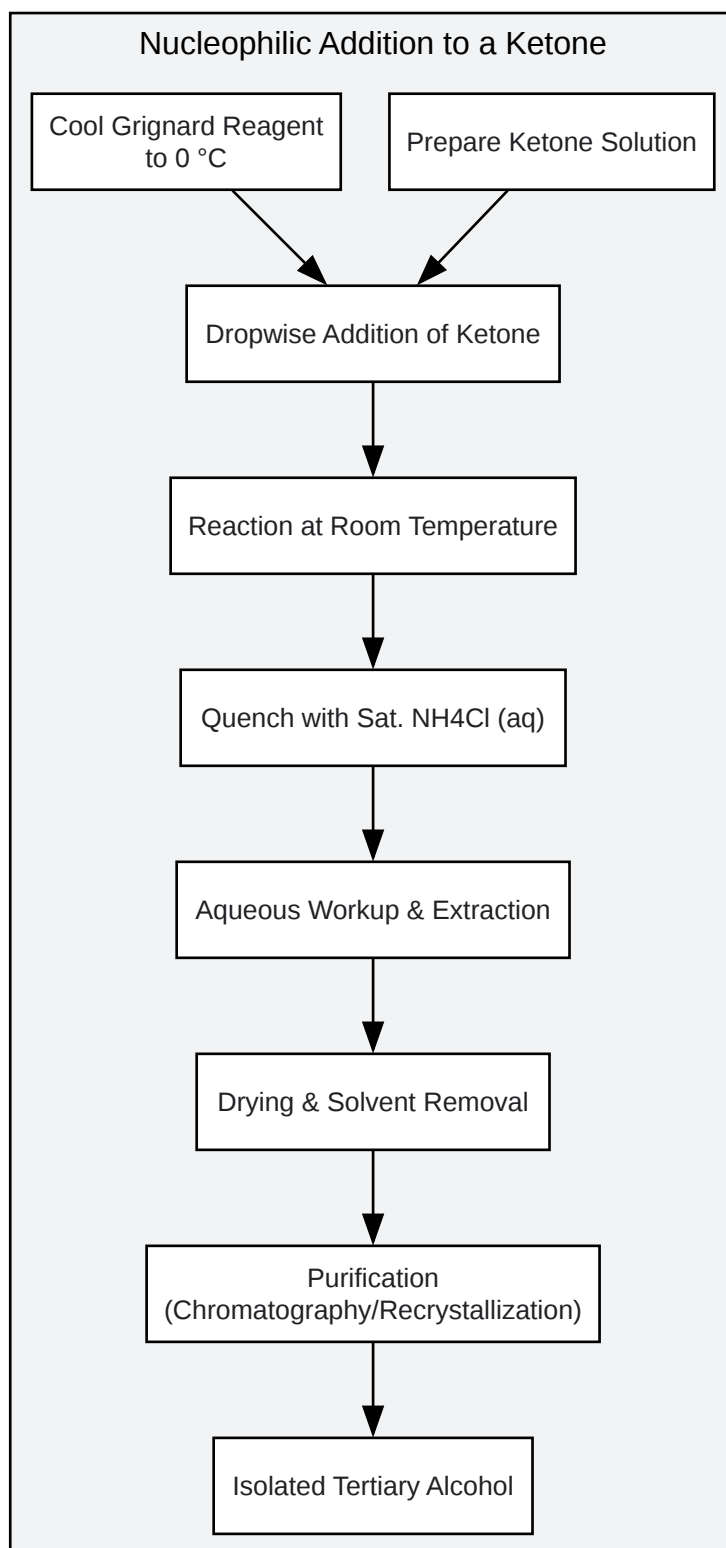 Nucleophilic Addition to a Ketone
Cool Grignard Reagent
to 0 °C
Prepare Ketone Solution
Dropwise Addition of Ketone
Reaction at Room Temperature
Quench with Sat. NH4Cl (aq)
Aqueous Workup & Extraction
Drying & Solvent Removal
Purification
(Chromatography/Recrystallization)
Isolated Tertiary Alcohol